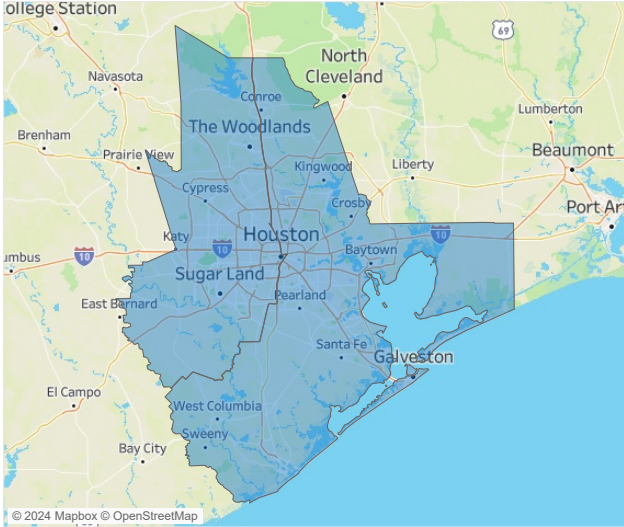 ollege Station
69
North
Cleveland
Navasota
Conroe
Lumberton
The Woodlands
Brenham
Beaumont
Prairie View
Kingwood
Liberty
Cypress
Crosby
Port Ar
Houston
10
Katy
10
Baytown
umbus
10
Sugar Land
Pearland
East Bernard
Santa Fe
Galveston
El Campo
West Columbia
Sweeny
Bay City
© 2024 Mapbox © OpenStreetMap